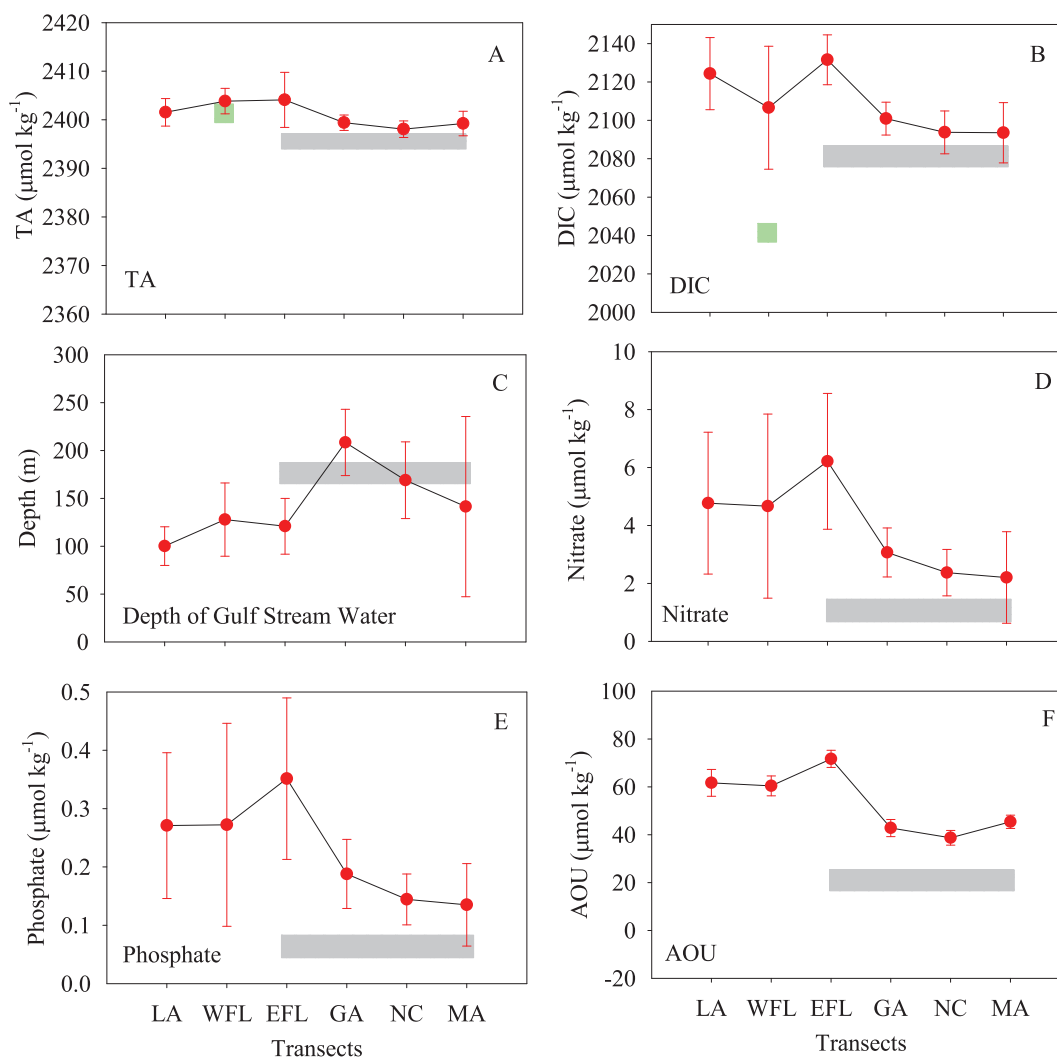 2420
2410
2400
2390
2380
2370
2360
TA (μmol kg⁻¹)
A
TA
2140
2120
2100
2080
2060
2040
2020
2000
DIC (μmol kg⁻¹)
B
DIC
300
250
200
150
100
50
0
Depth (m)
C
Depth of Gulf Stream Water
10
8
6
4
2
0
Nitrate (μmol kg⁻¹)
D
Nitrate
0.5
0.4
0.3
0.2
0.1
0.0
Phosphate (μmol kg⁻¹)
E
Phosphate
LA WFL EFL GA NC MA
Transects
100
80
60
40
20
0
-20
AOU (μmol kg⁻¹)
F
AOU
LA WFL EFL GA NC MA
Transects